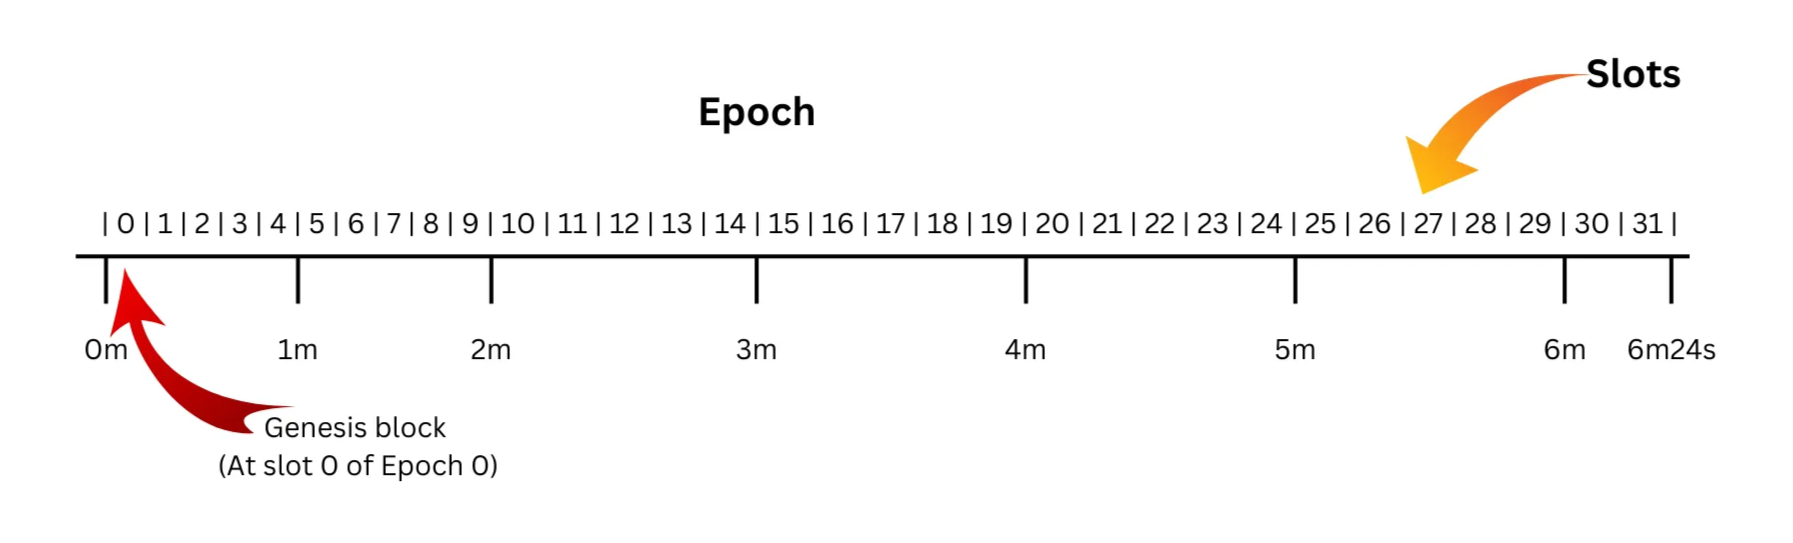 Slots
Epoch
| 0 | 1 | 2 | 3 | 4 | 5 | 6 | 7 | 8 | 9 | 10 | 11 | 12 | 13 | 14 | 15 | 16 | 17 | 18 | 19 | 20 | 21 | 22 | 23 | 24 | 25 | 26 | 27 | 28 | 29 | 30 | 31 |
0m 1m 2m 3m 4m 5m 6m 6m24s
Genesis block
(At slot 0 of Epoch 0)